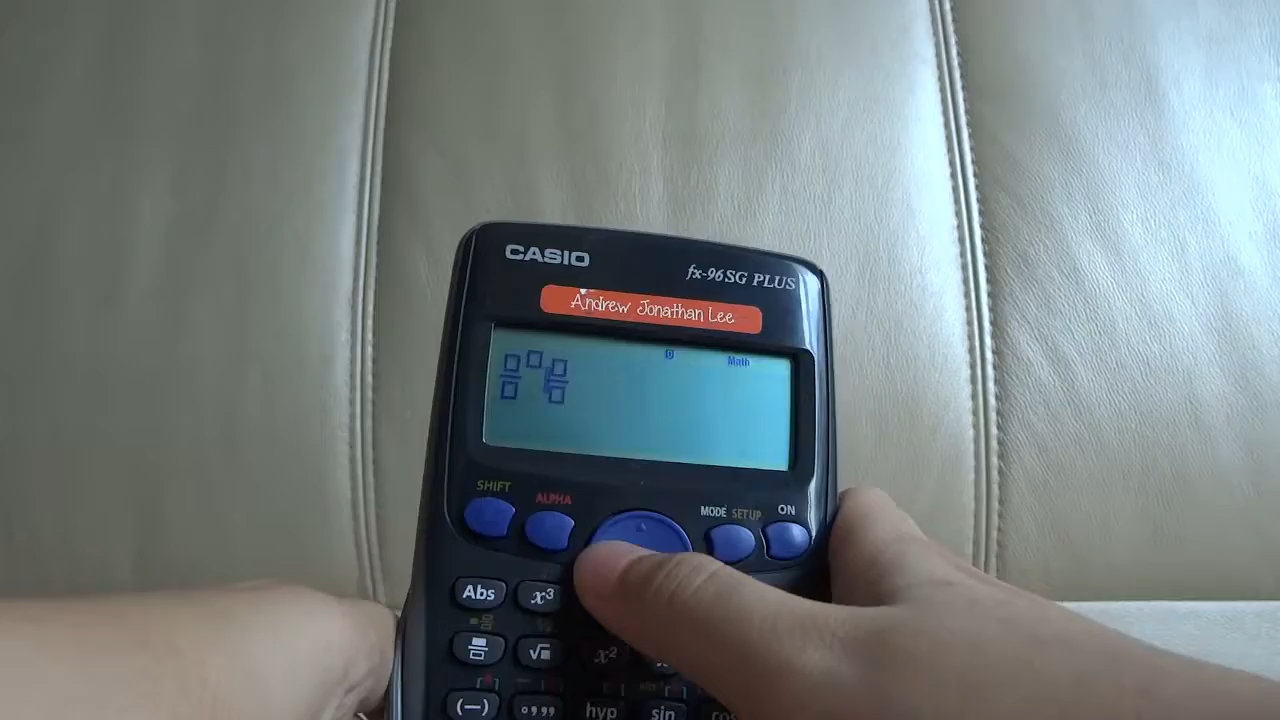 CASIO
fx-96SG PLUS
Andrew Jonathan Lee
D Math
SHIFT ALPHA MODE SETUP ON
Abs x³
√■ x²
(−) °,,, hyp sin